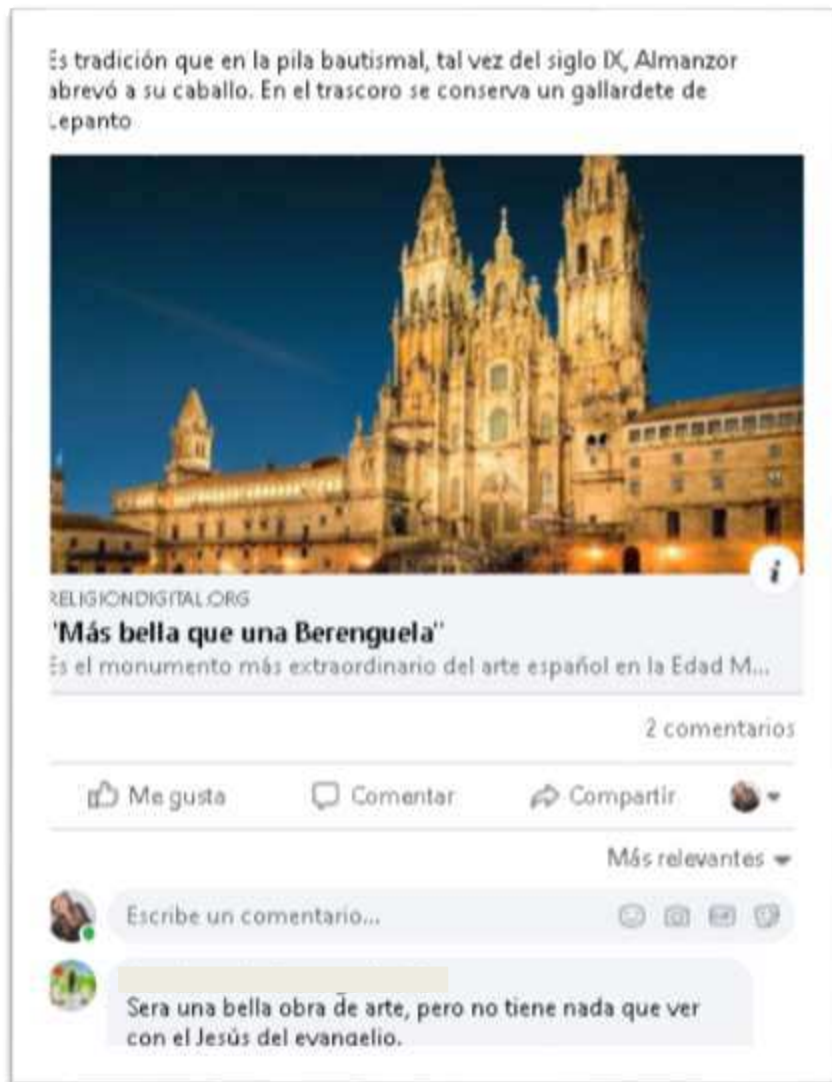 Es tradición que en la pila bautismal, tal vez del siglo IX, Almanzor
abrevó a su caballo. En el trascoro se conserva un gallardete de
Lepanto
RELIGIONDIGITAL.ORG
"Más bella que una Berenguela"
Es el monumento más extraordinario del arte español en la Edad M...
2 comentarios
Me gusta Comentar Compartir
Más relevantes
Escribe un comentario...
Sera una bella obra de arte, pero no tiene nada que ver
con el Jesús del evangelio.